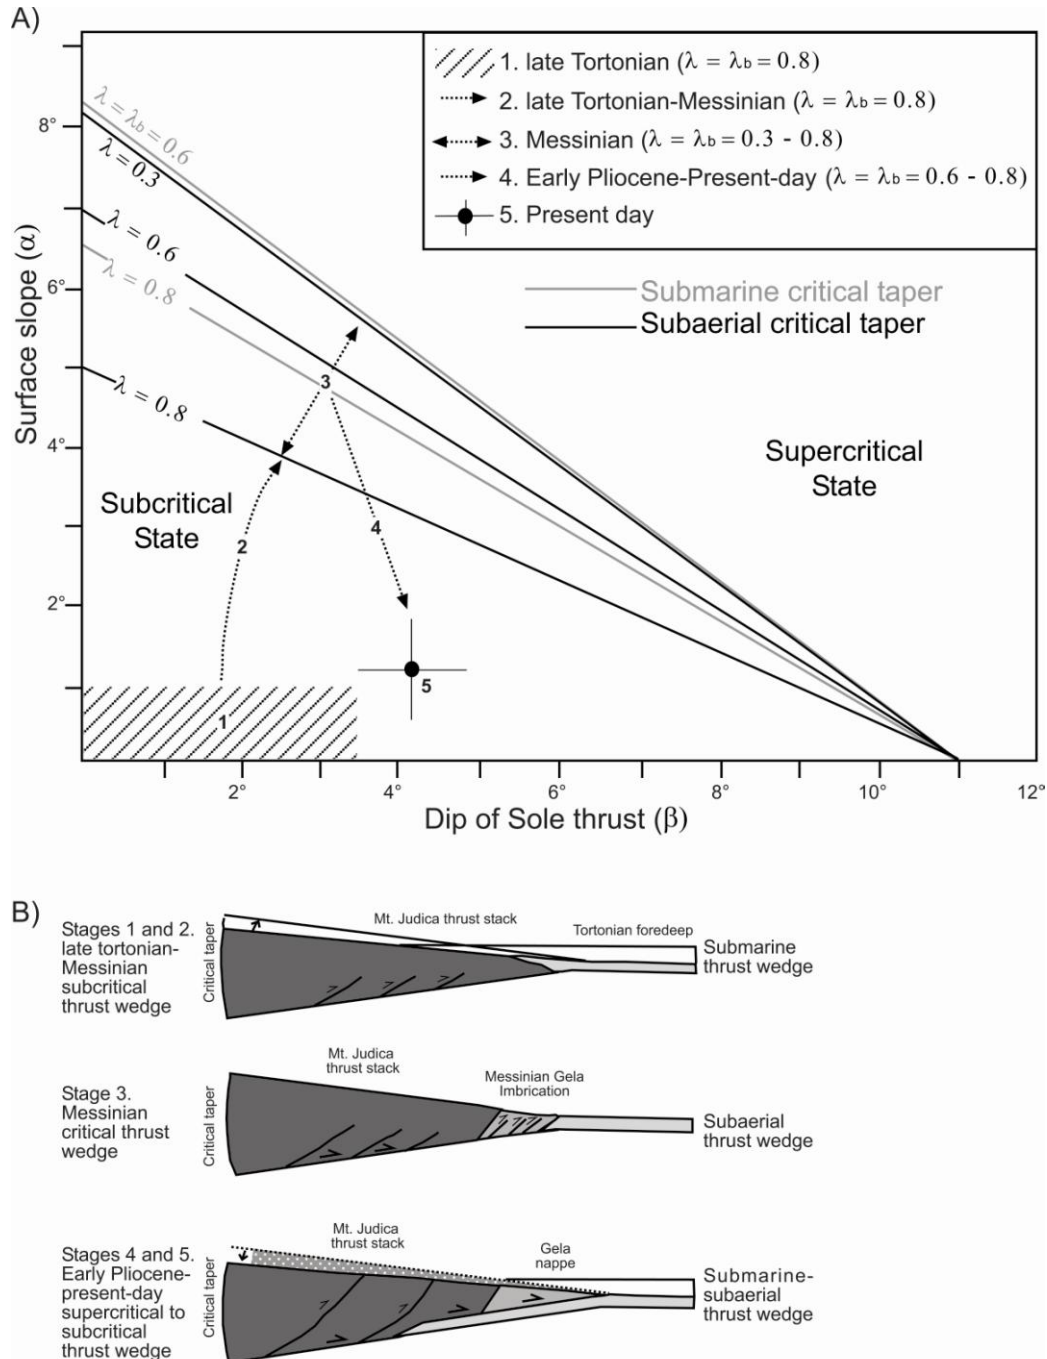 A)
1. late Tortonian (λ = λb = 0.8)
2. late Tortonian-Messinian (λ = λb = 0.8)
3. Messinian (λ = λb = 0.3 - 0.8)
4. Early Pliocene-Present-day (λ = λb = 0.6 - 0.8)
5. Present day
Submarine critical taper
Subaerial critical taper
Surface slope (α)
8°
6°
4°
2°
λ = λb = 0.6
λ = 0.3
λ = 0.6
λ = 0.8
λ = 0.8
Subcritical
State
Supercritical
State
3
2
4
1
5
2°
4°
6°
8°
10°
12°
Dip of Sole thrust (β)
B)
Stages 1 and 2.
late tortonian-
Messinian
subcritical
thrust wedge
Critical taper
Mt. Judica thrust stack
Tortonian foredeep
Submarine
thrust wedge
Stage 3.
Messinian
critical thrust
wedge
Critical taper
Mt. Judica
thrust stack
Messinian Gela
Imbrication
Subaerial
thrust wedge
Stages 4 and 5.
Early Pliocene-
present-day
supercritical to
subcritical
thrust wedge
Critical taper
Mt. Judica
thrust stack
Gela
nappe
Submarine-
subaerial
thrust wedge